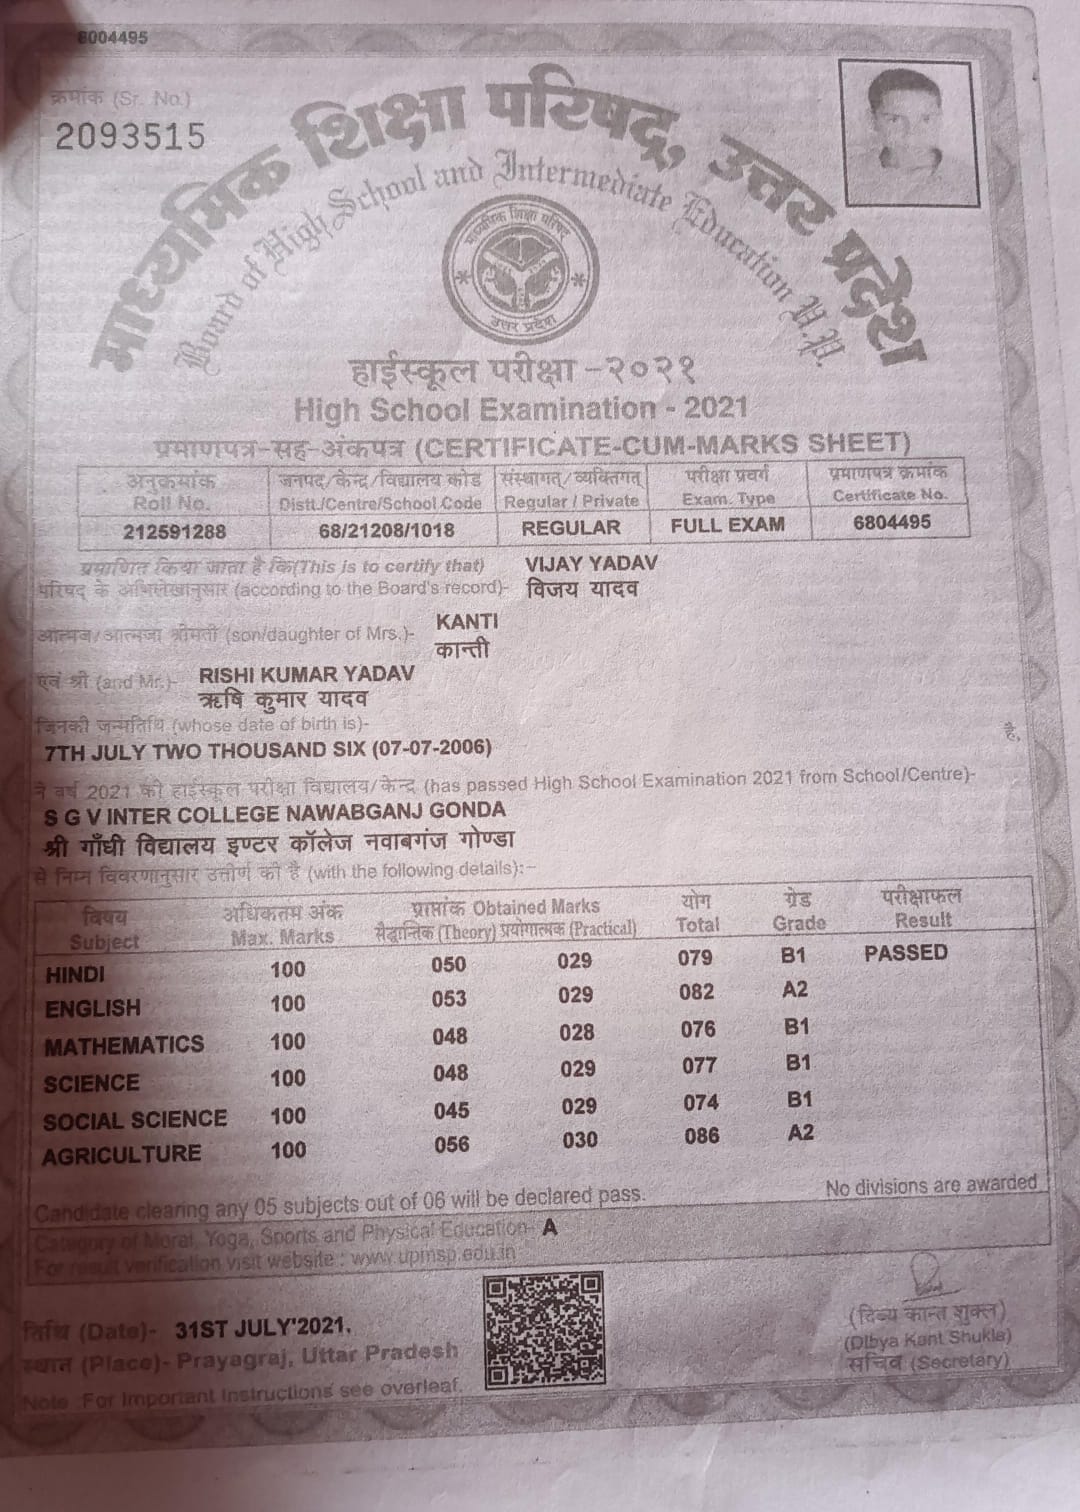 6004495
क्रमांक (Sr. No.)
2093515
माध्यमिक शिक्षा परिषद्, उत्तर प्रदेश
Board of High School and Intermediate Education U.P.
माध्यमिक शिक्षा परिषद्
उत्तर प्रदेश
हाईस्कूल परीक्षा -२०२१
High School Examination - 2021
प्रमाणपत्र-सह-अंकपत्र (CERTIFICATE-CUM-MARKS SHEET)
अनुक्रमांक जनपद/केन्द्र/विद्यालय कोड संस्थागत/व्यक्तिगत परीक्षा प्रवर्ग प्रमाणपत्र क्रमांक
Roll No. Distt./Centre/School Code Regular / Private Exam. Type Certificate No.
212591288 68/21208/1018 REGULAR FULL EXAM 6804495
प्रमाणित किया जाता है कि(This is to certify that) VIJAY YADAV
परिषद के अभिलेखानुसार (according to the Board's record)- विजय यादव
आत्मज/आत्मजा श्रीमती (son/daughter of Mrs.)- KANTI
कान्ती
एवं श्री (and Mr.)- RISHI KUMAR YADAV
ऋषि कुमार यादव
जिनकी जन्मतिथि (whose date of birth is)-
7TH JULY TWO THOUSAND SIX (07-07-2006) है,
ने वर्ष 2021 की हाईस्कूल परीक्षा विद्यालय/केन्द्र (has passed High School Examination 2021 from School/Centre)-
S G V INTER COLLEGE NAWABGANJ GONDA
श्री गाँधी विद्यालय इण्टर कॉलेज नवाबगंज गोण्डा
से निम्न विवरणानुसार उत्तीर्ण की है (with the following details):-
विषय अधिकतम अंक प्राप्तांक Obtained Marks योग ग्रेड परीक्षाफल
Subject Max. Marks सैद्धान्तिक (Theory) प्रयोगात्मक (Practical) Total Grade Result
HINDI 100 050 029 079 B1 PASSED
ENGLISH 100 053 029 082 A2
MATHEMATICS 100 048 028 076 B1
SCIENCE 100 048 029 077 B1
SOCIAL SCIENCE 100 045 029 074 B1
AGRICULTURE 100 056 030 086 A2
Candidate clearing any 05 subjects out of 06 will be declared pass. No divisions are awarded
Category of Moral, Yoga, Sports and Physical Education- A
For result verification visit website : www.upmsp.edu.in
तिथि (Date)- 31ST JULY'2021.
स्थान (Place)- Prayagraj, Uttar Pradesh
Note :For Important Instructions see overleaf.
(दिब्य कान्त शुक्ल)
(Dibya Kant Shukla)
सचिव (Secretary)